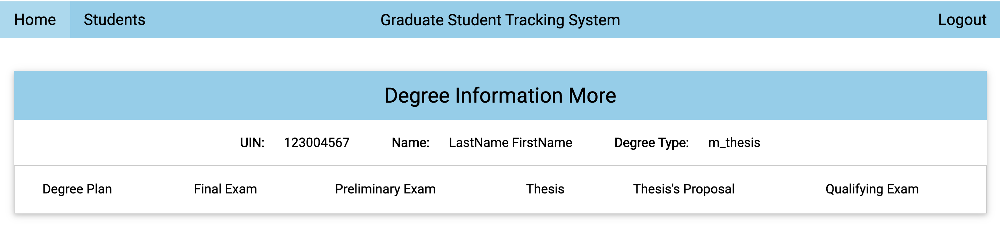 Home Students Graduate Student Tracking System Logout
Degree Information More
UIN: 123004567 Name: LastName FirstName Degree Type: m_thesis
Degree Plan Final Exam Preliminary Exam Thesis Thesis's Proposal Qualifying Exam